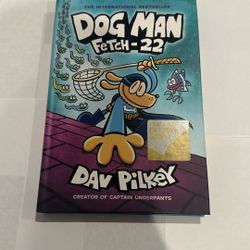 THE INTERNATIONAL BESTSELLER
DOG MAN
FETCH-22
DAV PILKEY
CREATOR OF CAPTAIN UNDERPANTS